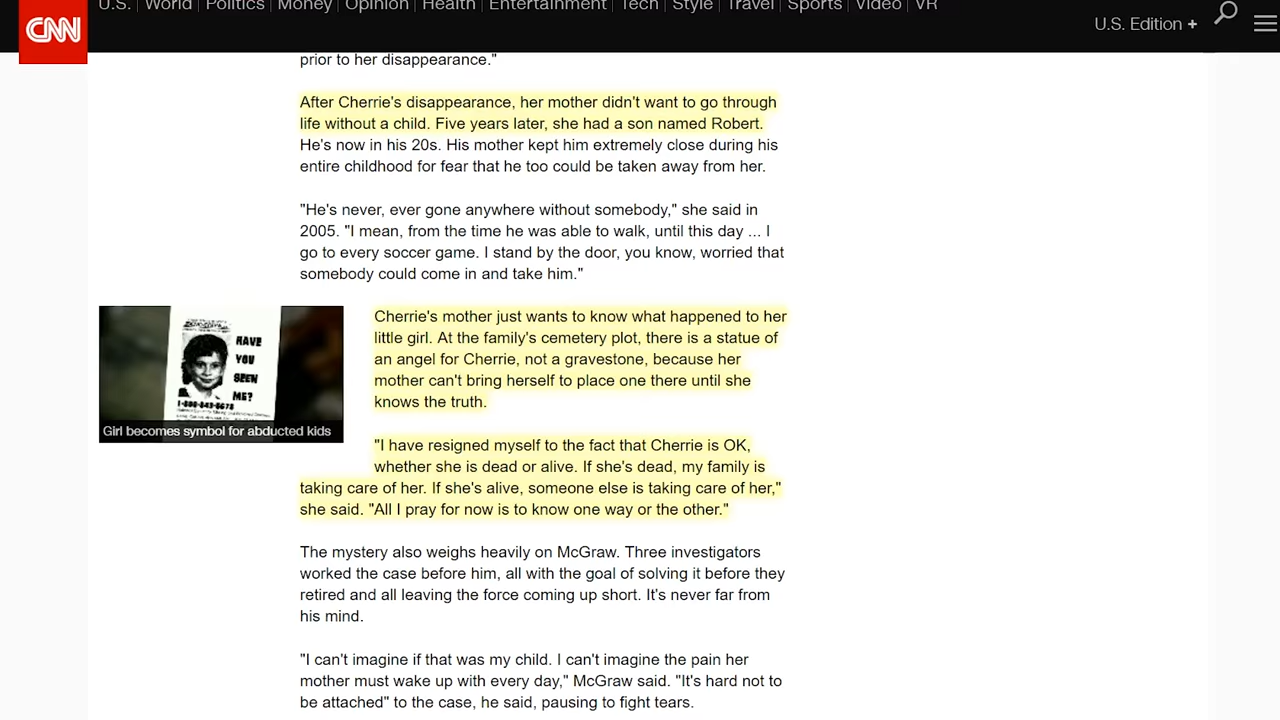 U.S. World Politics Money Opinion Health Entertainment Tech Style Travel Sports Video VR
CNN
U.S. Edition +
prior to her disappearance."
After Cherrie's disappearance, her mother didn't want to go through
life without a child. Five years later, she had a son named Robert.
He's now in his 20s. His mother kept him extremely close during his
entire childhood for fear that he too could be taken away from her.
"He's never, ever gone anywhere without somebody," she said in
2005. "I mean, from the time he was able to walk, until this day ... I
go to every soccer game. I stand by the door, you know, worried that
somebody could come in and take him."
HAVE
YOU
SEEN
ME?
1-800-843-5678
Girl becomes symbol for abducted kids
Cherrie's mother just wants to know what happened to her
little girl. At the family's cemetery plot, there is a statue of
an angel for Cherrie, not a gravestone, because her
mother can't bring herself to place one there until she
knows the truth.
"I have resigned myself to the fact that Cherrie is OK,
whether she is dead or alive. If she's dead, my family is
taking care of her. If she's alive, someone else is taking care of her,"
she said. "All I pray for now is to know one way or the other."
The mystery also weighs heavily on McGraw. Three investigators
worked the case before him, all with the goal of solving it before they
retired and all leaving the force coming up short. It's never far from
his mind.
"I can't imagine if that was my child. I can't imagine the pain her
mother must wake up with every day," McGraw said. "It's hard not to
be attached" to the case, he said, pausing to fight tears.